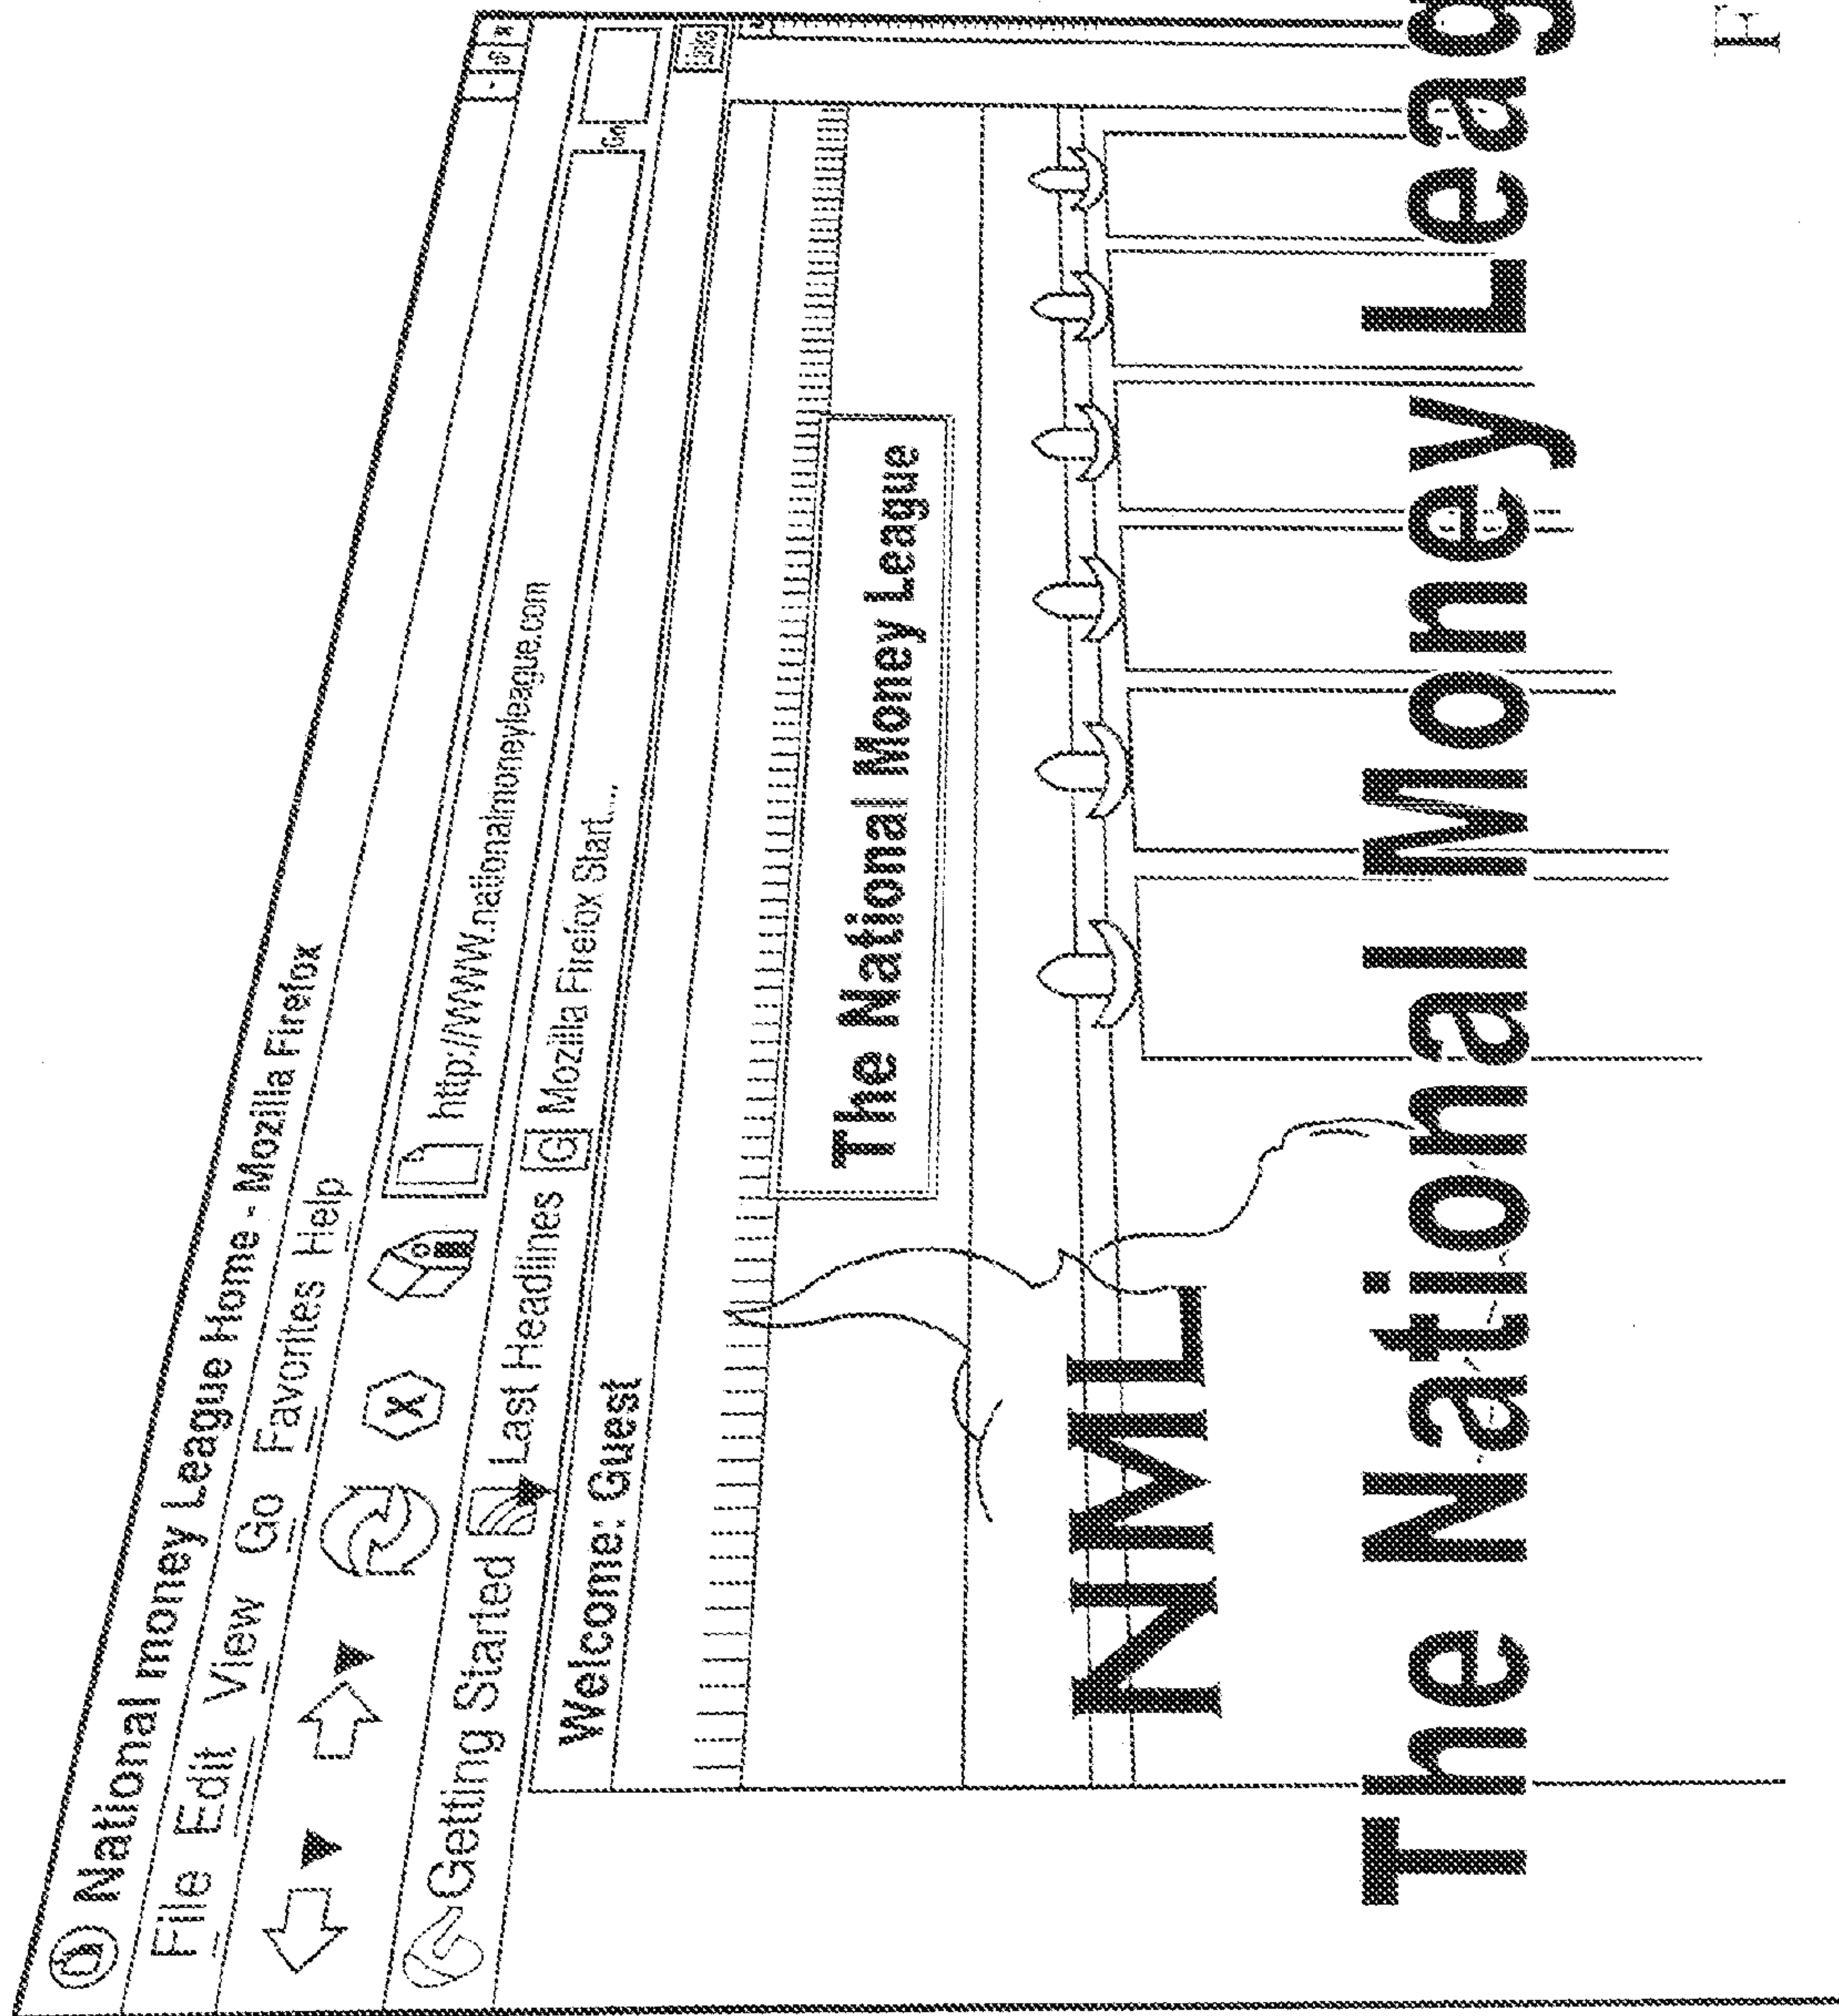 National money League Home - Mozilla Firefox
File Edit View Go Favorites Help
http://WWW.nationalmoneyleague.com
Getting Started Last Headlines G Mozilla Firefox Start....
Welcome: Guest
The National Money League
NML
The National Money Leag